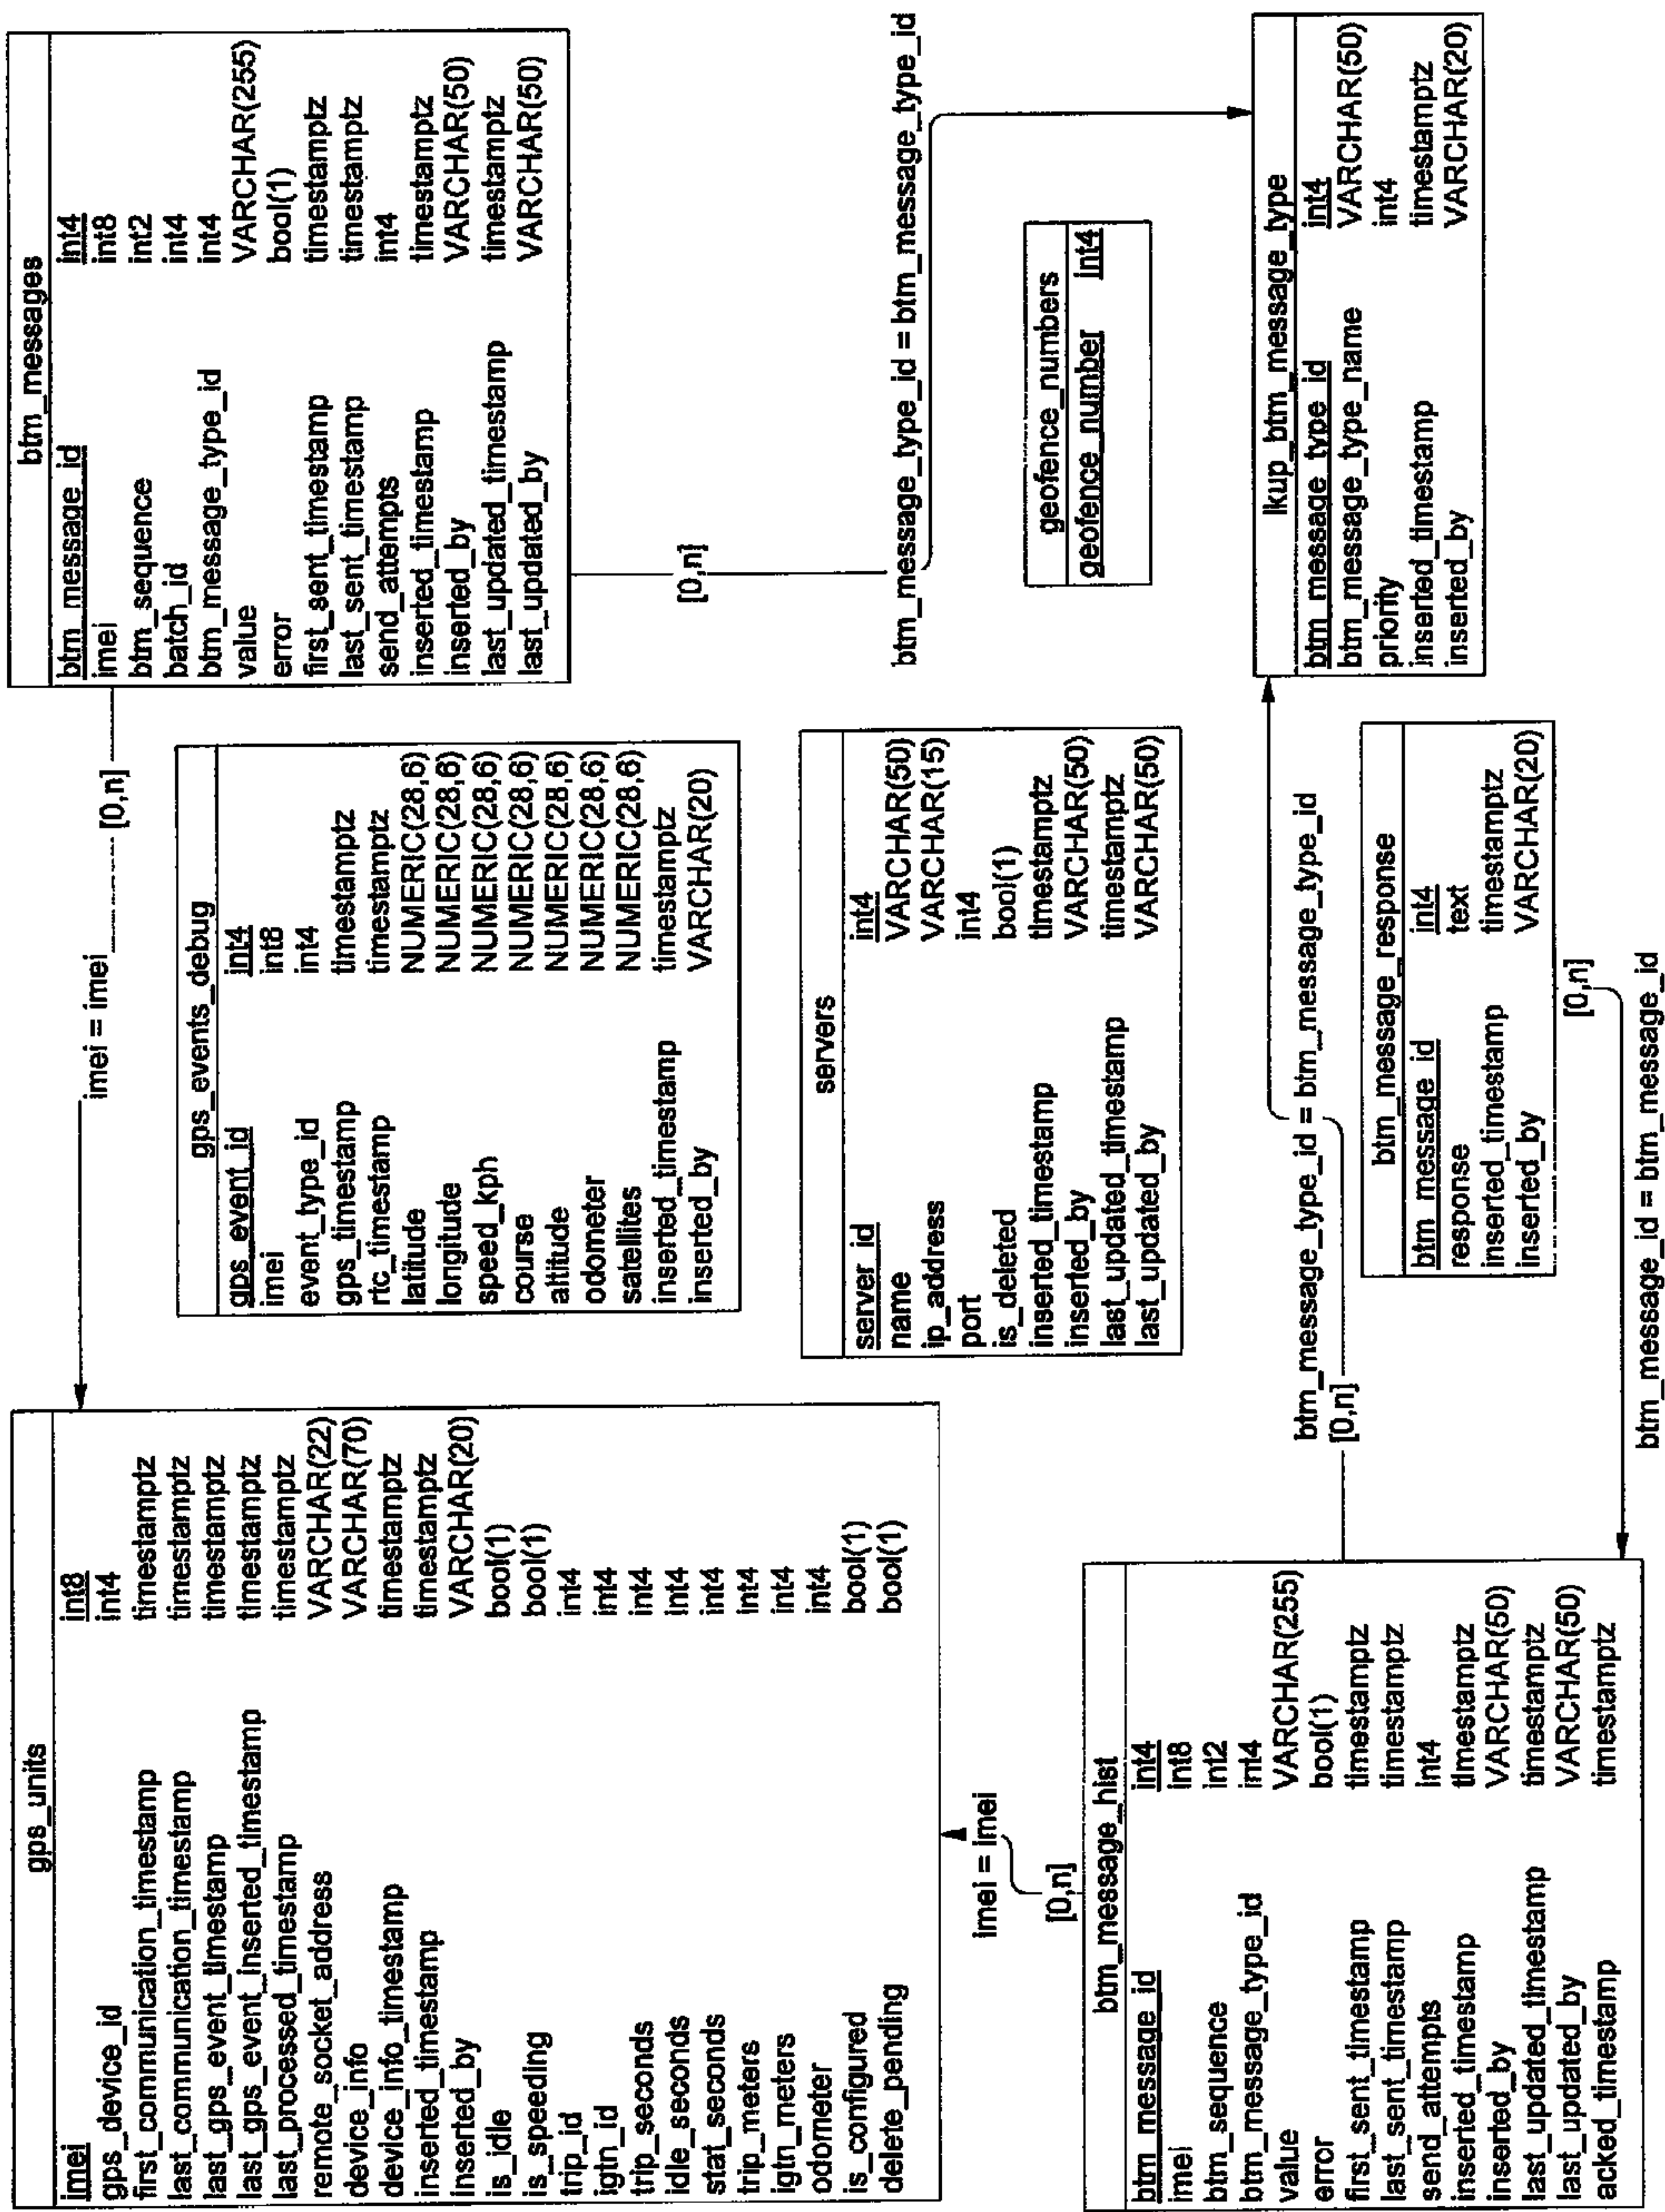 gps_units
imei int8
gps_device_id int4
first_communication_timestamp timestamptz
last_communication_timestamp timestamptz
last_gps_event_timestamp timestamptz
last_gps_event_inserted_timestamp timestamptz
last_processed_timestamp timestamptz
remote_socket_address VARCHAR(22)
device_info VARCHAR(70)
device_info_timestamp timestamptz
inserted_timestamp timestamptz
inserted_by VARCHAR(20)
is_idle bool(1)
is_speeding bool(1)
trip_id int4
igtn_id int4
trip_seconds int4
idle_seconds int4
stat_seconds int4
trip_meters int4
igtn_meters int4
odometer int4
is_configured bool(1)
delete_pending bool(1)
imei = imei
[0,n]
btm_messages
btm_message_id int4
imei int8
btm_sequence int2
batch_id int4
btm_message_type_id int4
value VARCHAR(255)
error bool(1)
first_sent_timestamp timestamptz
last_sent_timestamp timestamptz
send_attempts int4
inserted_timestamp timestamptz
inserted_by VARCHAR(50)
last_updated_timestamp timestamptz
last_updated_by VARCHAR(50)
gps_events_debug
gps_event_id int4
imei int8
event_type_id int4
gps_timestamp timestamptz
rtc_timestamp timestamptz
latitude NUMERIC(28,6)
longitude NUMERIC(28,6)
speed_kph NUMERIC(28,6)
course NUMERIC(28,6)
altitude NUMERIC(28,6)
odometer NUMERIC(28,6)
satellites NUMERIC(28,6)
inserted_timestamp timestamptz
inserted_by VARCHAR(20)
[0,n]
btm_message_type_id = btm_message_type_id
servers
server_id int4
name VARCHAR(50)
ip_address VARCHAR(15)
port int4
is_deleted bool(1)
inserted_timestamp timestamptz
inserted_by VARCHAR(50)
last_updated_timestamp timestamptz
last_updated_by VARCHAR(50)
geofence_numbers
geofence_number int4
imei = imei
[0,n]
btm_message_hist
btm_message_id int4
imei int8
btm_sequence int2
btm_message_type_id int4
value VARCHAR(255)
error bool(1)
first_sent_timestamp timestamptz
last_sent_timestamp timestamptz
send_attempts int4
inserted_timestamp timestamptz
inserted_by VARCHAR(50)
last_updated_timestamp timestamptz
last_updated_by VARCHAR(50)
acked_timestamp timestamptz
btm_message_type_id = btm_message_type_id
[0,n]
lkup_btm_message_type
btm_message_type_id int4
btm_message_type_name VARCHAR(50)
priority int4
inserted_timestamp timestamptz
inserted_by VARCHAR(20)
btm_message_response
btm_message_id int4
response text
inserted_timestamp timestamptz
inserted_by VARCHAR(20)
[0,n]
btm_message_id = btm_message_id